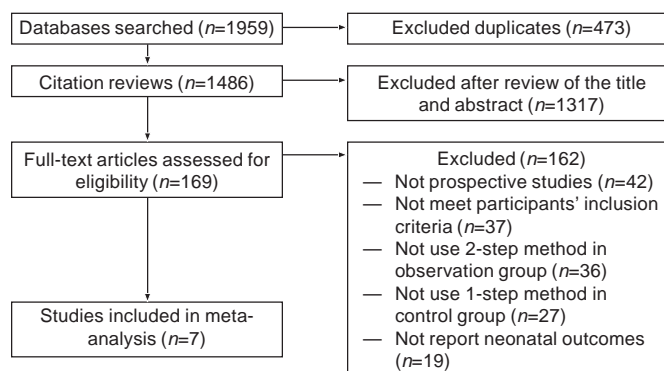 Databases searched (n=1959)
Excluded duplicates (n=473)
Citation reviews (n=1486)
Excluded after review of the title
and abstract (n=1317)
Full-text articles assessed for
eligibility (n=169)
Excluded (n=162)
— Not prospective studies (n=42)
— Not meet participants’ inclusion
criteria (n=37)
— Not use 2-step method in
observation group (n=36)
— Not use 1-step method in
control group (n=27)
— Not report neonatal outcomes
(n=19)
Studies included in meta-
analysis (n=7)